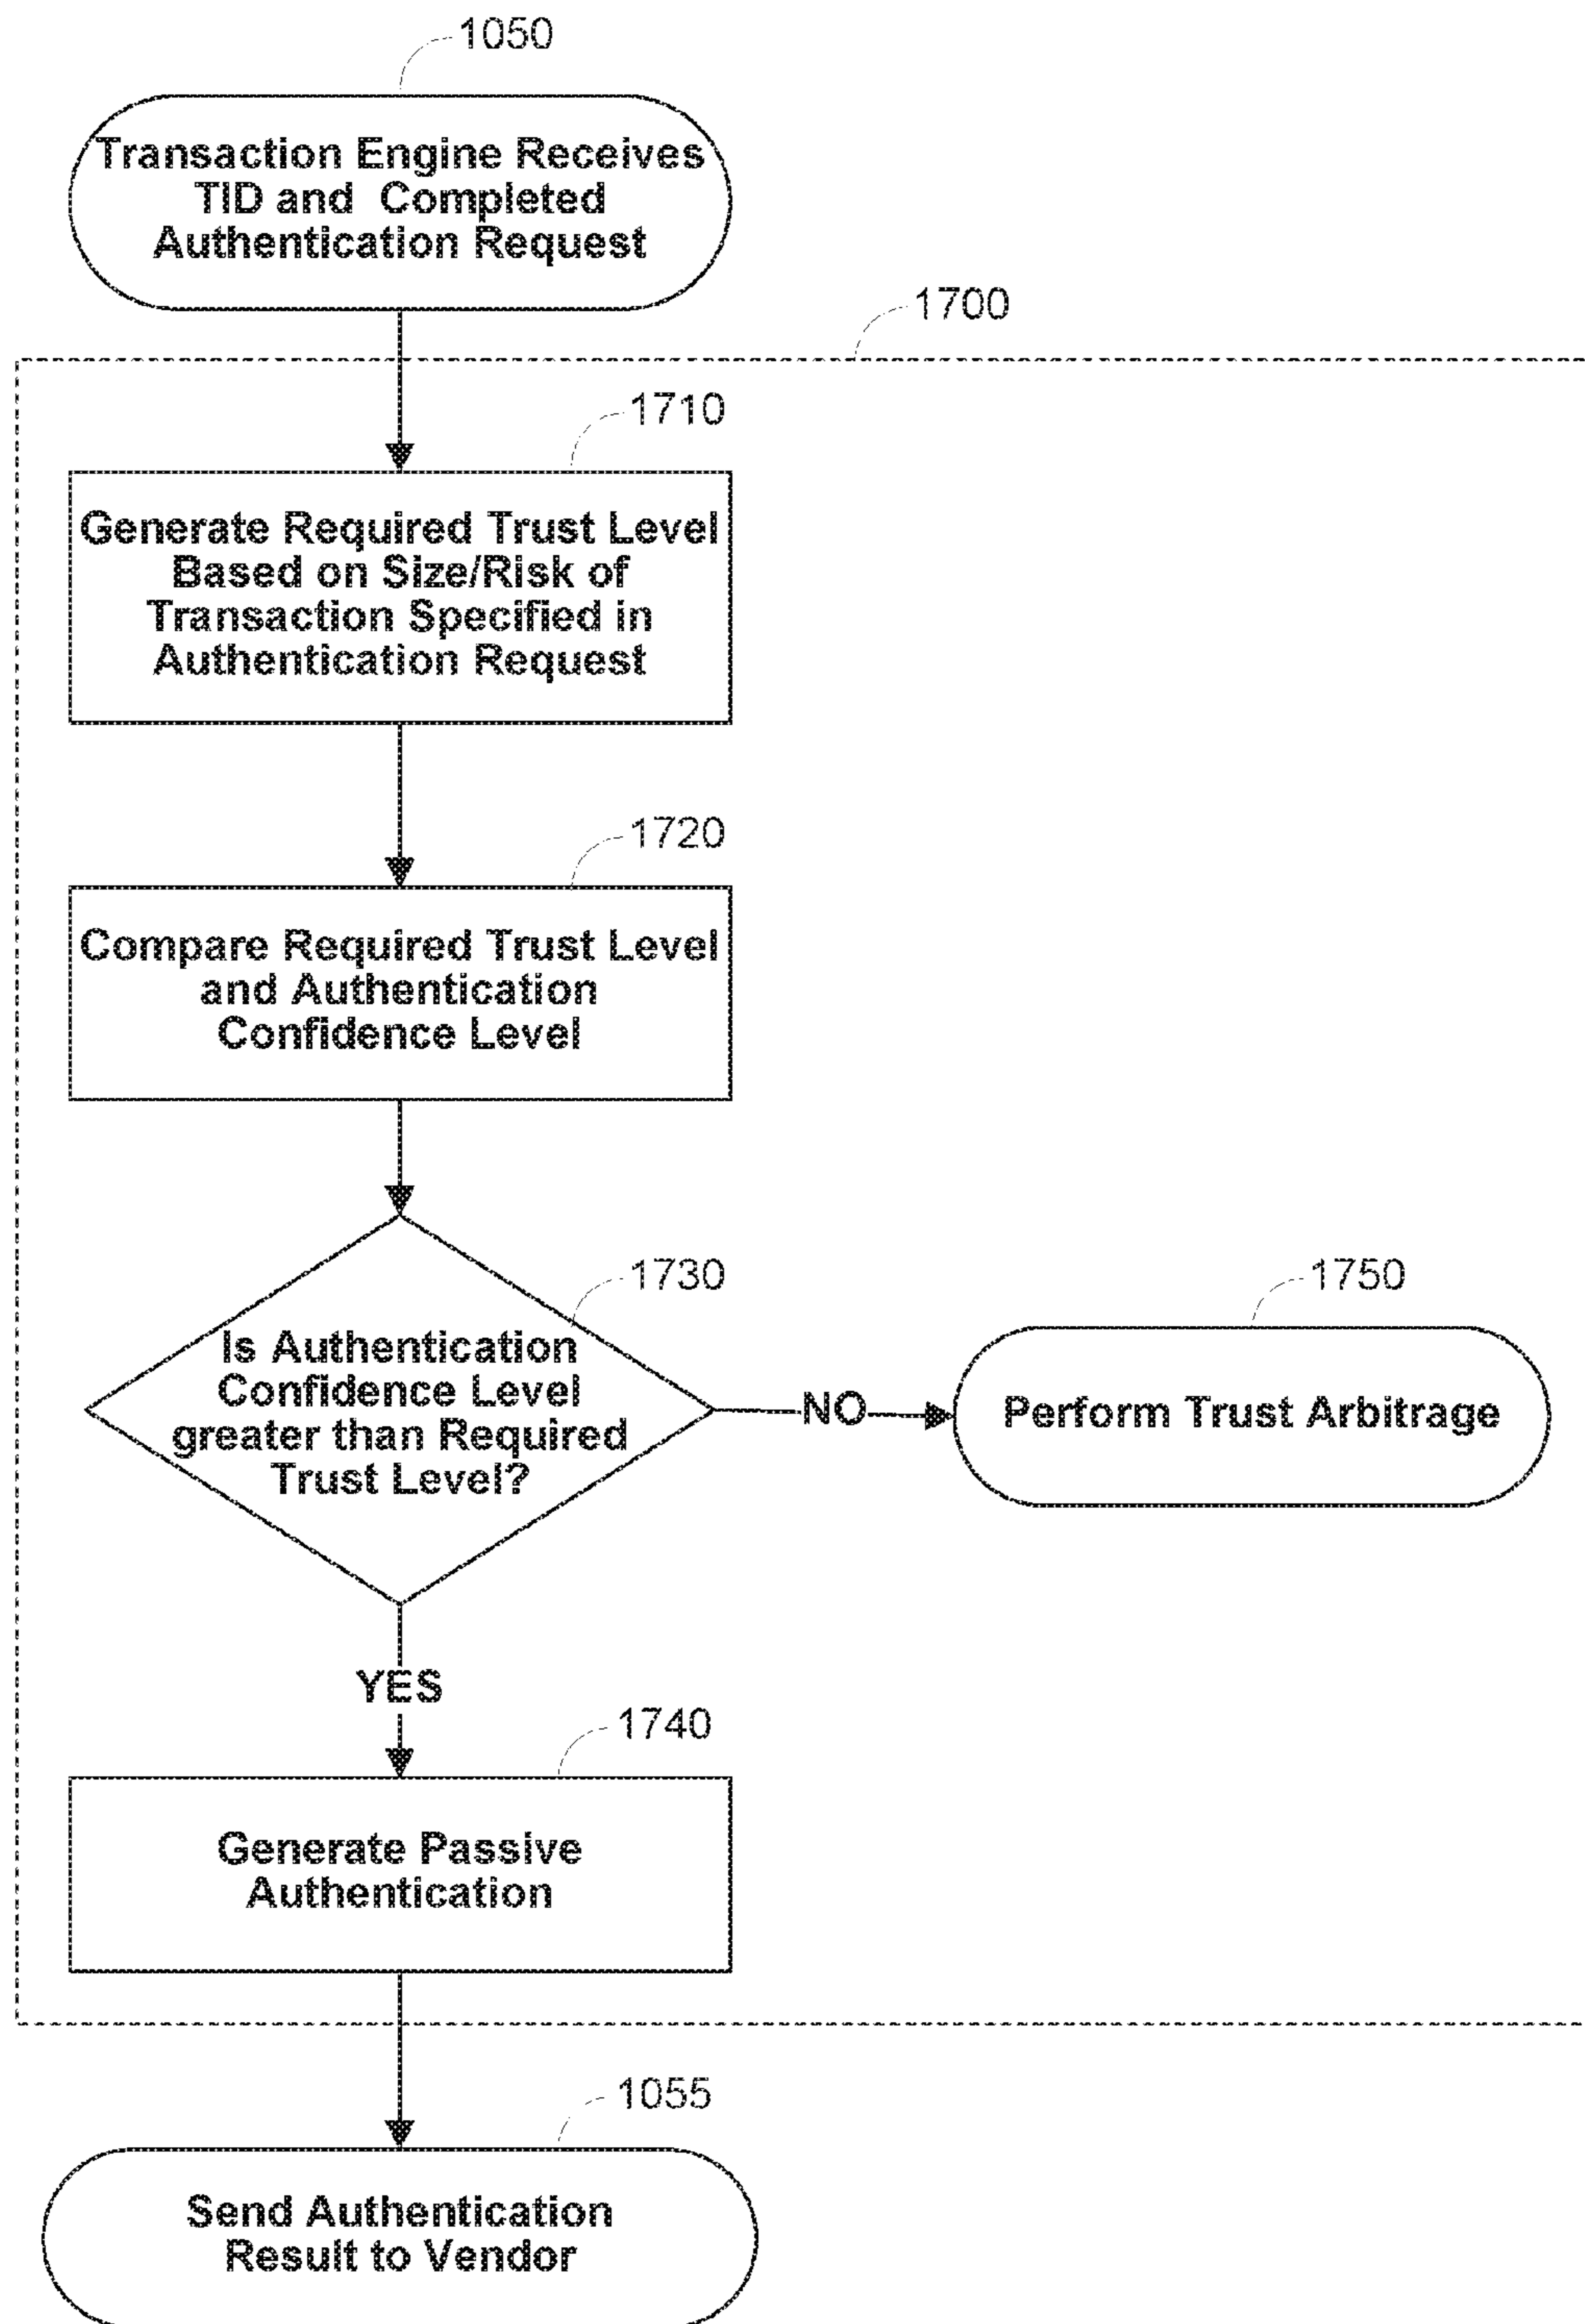 1050
Transaction Engine Receives
TID and Completed
Authentication Request
1700
1710
Generate Required Trust Level
Based on Size/Risk of
Transaction Specified in
Authentication Request
1720
Compare Required Trust Level
and Authentication
Confidence Level
1730
Is Authentication
Confidence Level
greater than Required
Trust Level?
NO
1750
Perform Trust Arbitrage
YES
1740
Generate Passive
Authentication
1055
Send Authentication
Result to Vendor